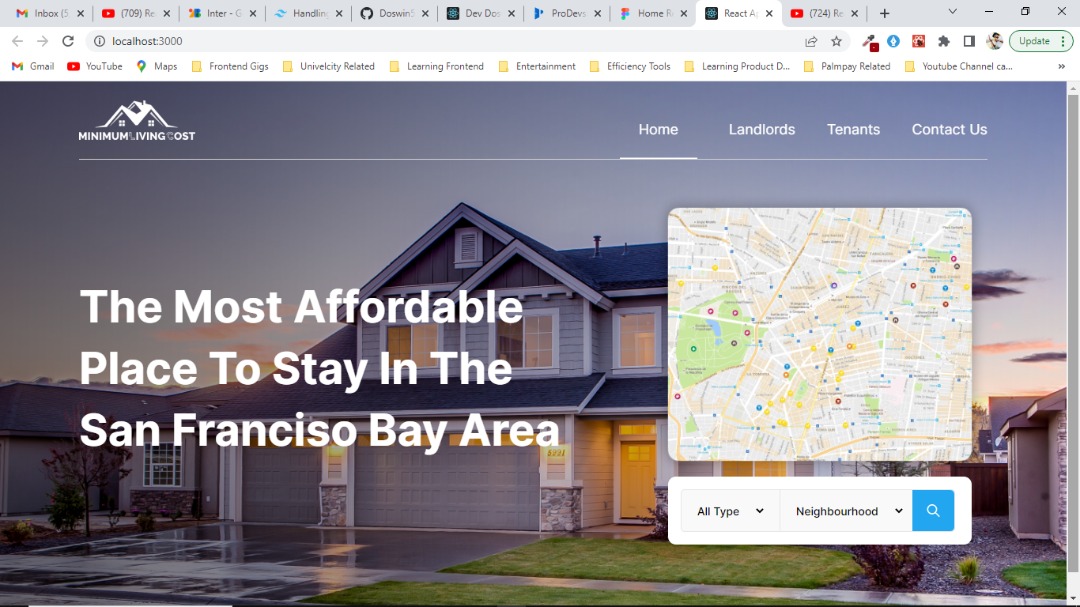 Inbox (5
(709) Re
Inter - G
Handlin
DoswinS
Dev Dos
ProDevs
Home R
React A
(724) Re
localhost:3000
Update
Gmail
YouTube
Maps
Frontend Gigs
Univelcity Related
Learning Frontend
Entertainment
Efficiency Tools
Learning Product D...
Palmpay Related
Youtube Channel ca...
»
MINIMUM LIVING COST
Home
Landlords
Tenants
Contact Us
The Most Affordable
Place To Stay In The
San Franciso Bay Area
All Type
Neighbourhood